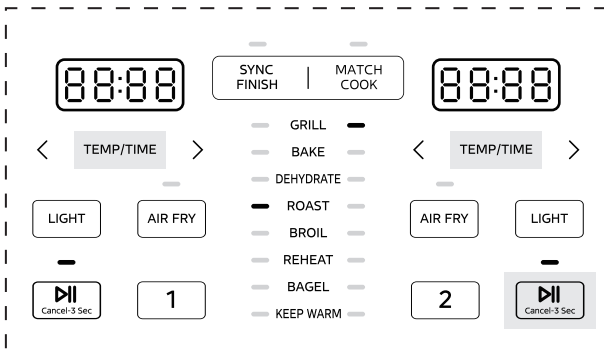 88:88
SYNC FINISH
MATCH COOK
88:88
TEMP/TIME
GRILL
BAKE
DEHYDRATE
ROAST
BROIL
REHEAT
BAGEL
KEEP WARM
TEMP/TIME
LIGHT
AIR FRY
AIR FRY
LIGHT
Cancel-3 Sec
1
2
Cancel-3 Sec